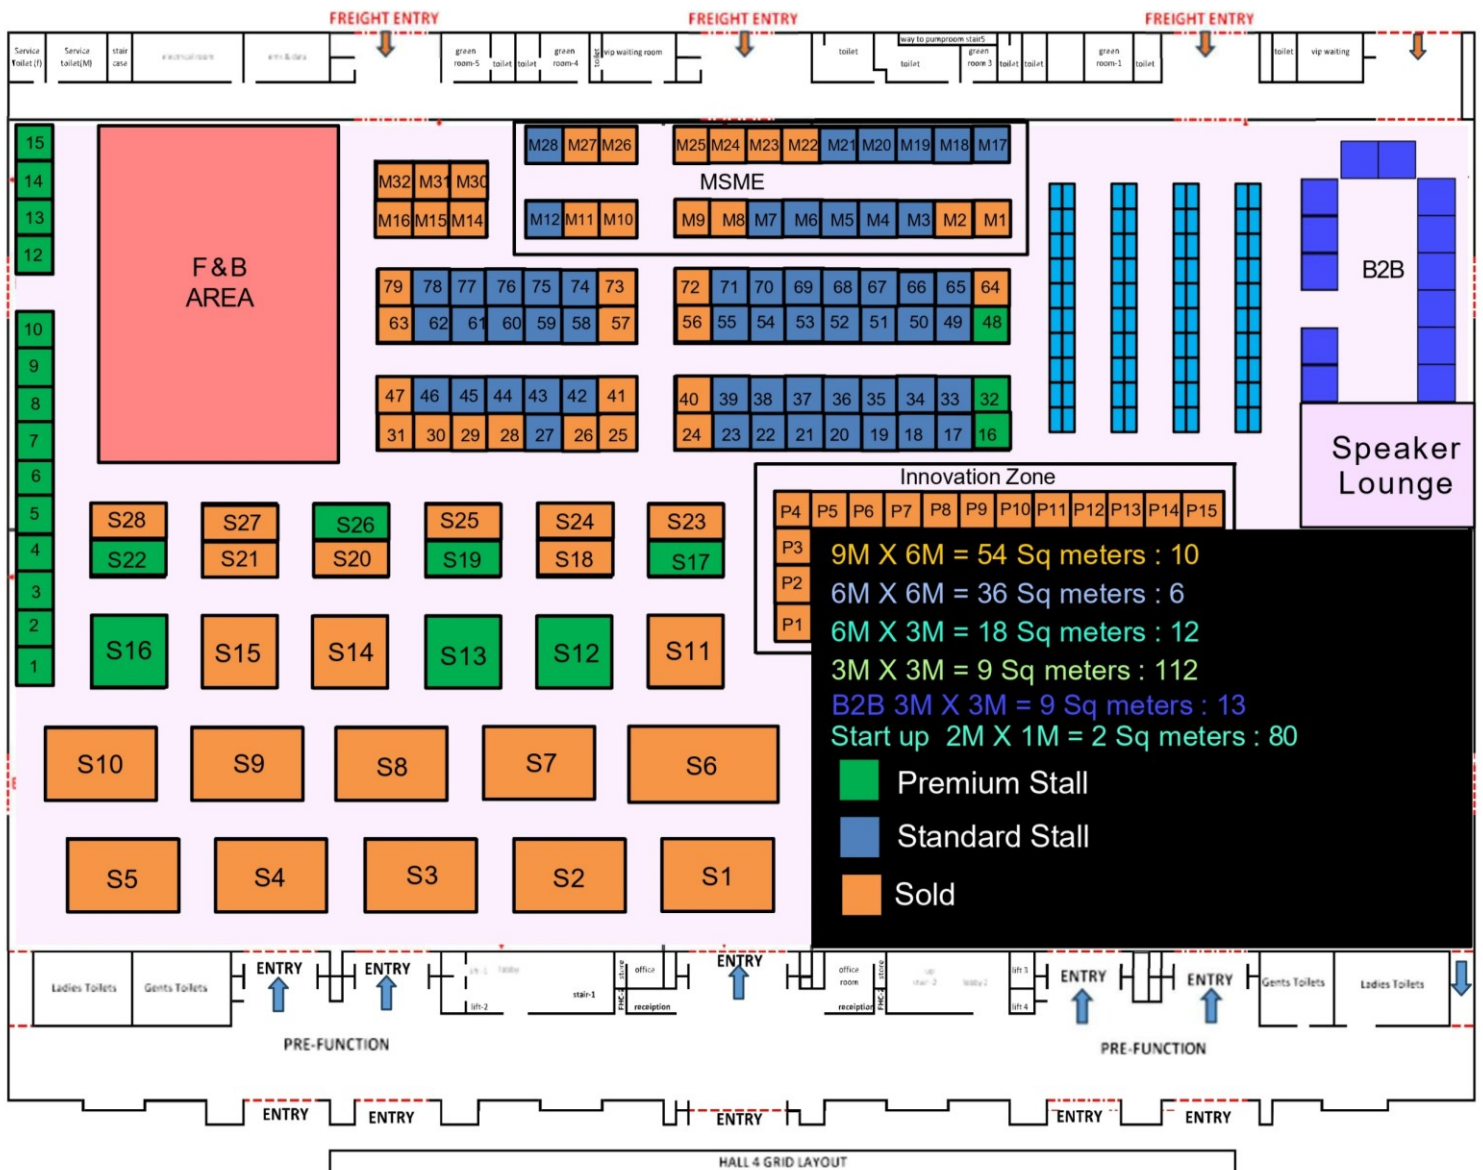 FREIGHT ENTRY FREIGHT ENTRY FREIGHT ENTRY
Service Toilet (f)
Service toilet(M)
stair case
electrical room
green room-5
toilet
toilet
green room-4
toilet
vip waiting room
toilet
way to pumproom stair5
toilet
green room 3
toilet
toilet
green room-1
toilet
toilet
vip waiting
15
14
13
12
10
9
8
7
6
5
4
3
2
1
F & B
AREA
M32 M31 M30
M16 M15 M14
M28 M27 M26 M25 M24 M23 M22 M21 M20 M19 M18 M17
MSME
M12 M11 M10 M9 M8 M7 M6 M5 M4 M3 M2 M1
79 78 77 76 75 74 73 72 71 70 69 68 67 66 65 64
63 62 61 60 59 58 57 56 55 54 53 52 51 50 49 48
47 46 45 44 43 42 41 40 39 38 37 36 35 34 33 32
31 30 29 28 27 26 25 24 23 22 21 20 19 18 17 16
B2B
Speaker
Lounge
Innovation Zone
P4 P5 P6 P7 P8 P9 P10 P11 P12 P13 P14 P15
P3
P2
P1
S28 S27 S26 S25 S24 S23
S22 S21 S20 S19 S18 S17
S16 S15 S14 S13 S12 S11
S10 S9 S8 S7 S6
S5 S4 S3 S2 S1
9M X 6M = 54 Sq meters : 10
6M X 6M = 36 Sq meters : 6
6M X 3M = 18 Sq meters : 12
3M X 3M = 9 Sq meters : 112
B2B 3M X 3M = 9 Sq meters : 13
Start up 2M X 1M = 2 Sq meters : 80
Premium Stall
Standard Stall
Sold
Ladies Toilets
Gents Toilets
ENTRY
ENTRY
lobby
lift-2
stair-1
store
office
receiption
ENTRY
office
room
receiption
store
stair-2
lobby2
lift 3
lift 4
ENTRY
ENTRY
Gents Toilets
Ladies Toilets
PRE-FUNCTION PRE-FUNCTION
ENTRY ENTRY ENTRY ENTRY ENTRY
HALL 4 GRID LAYOUT